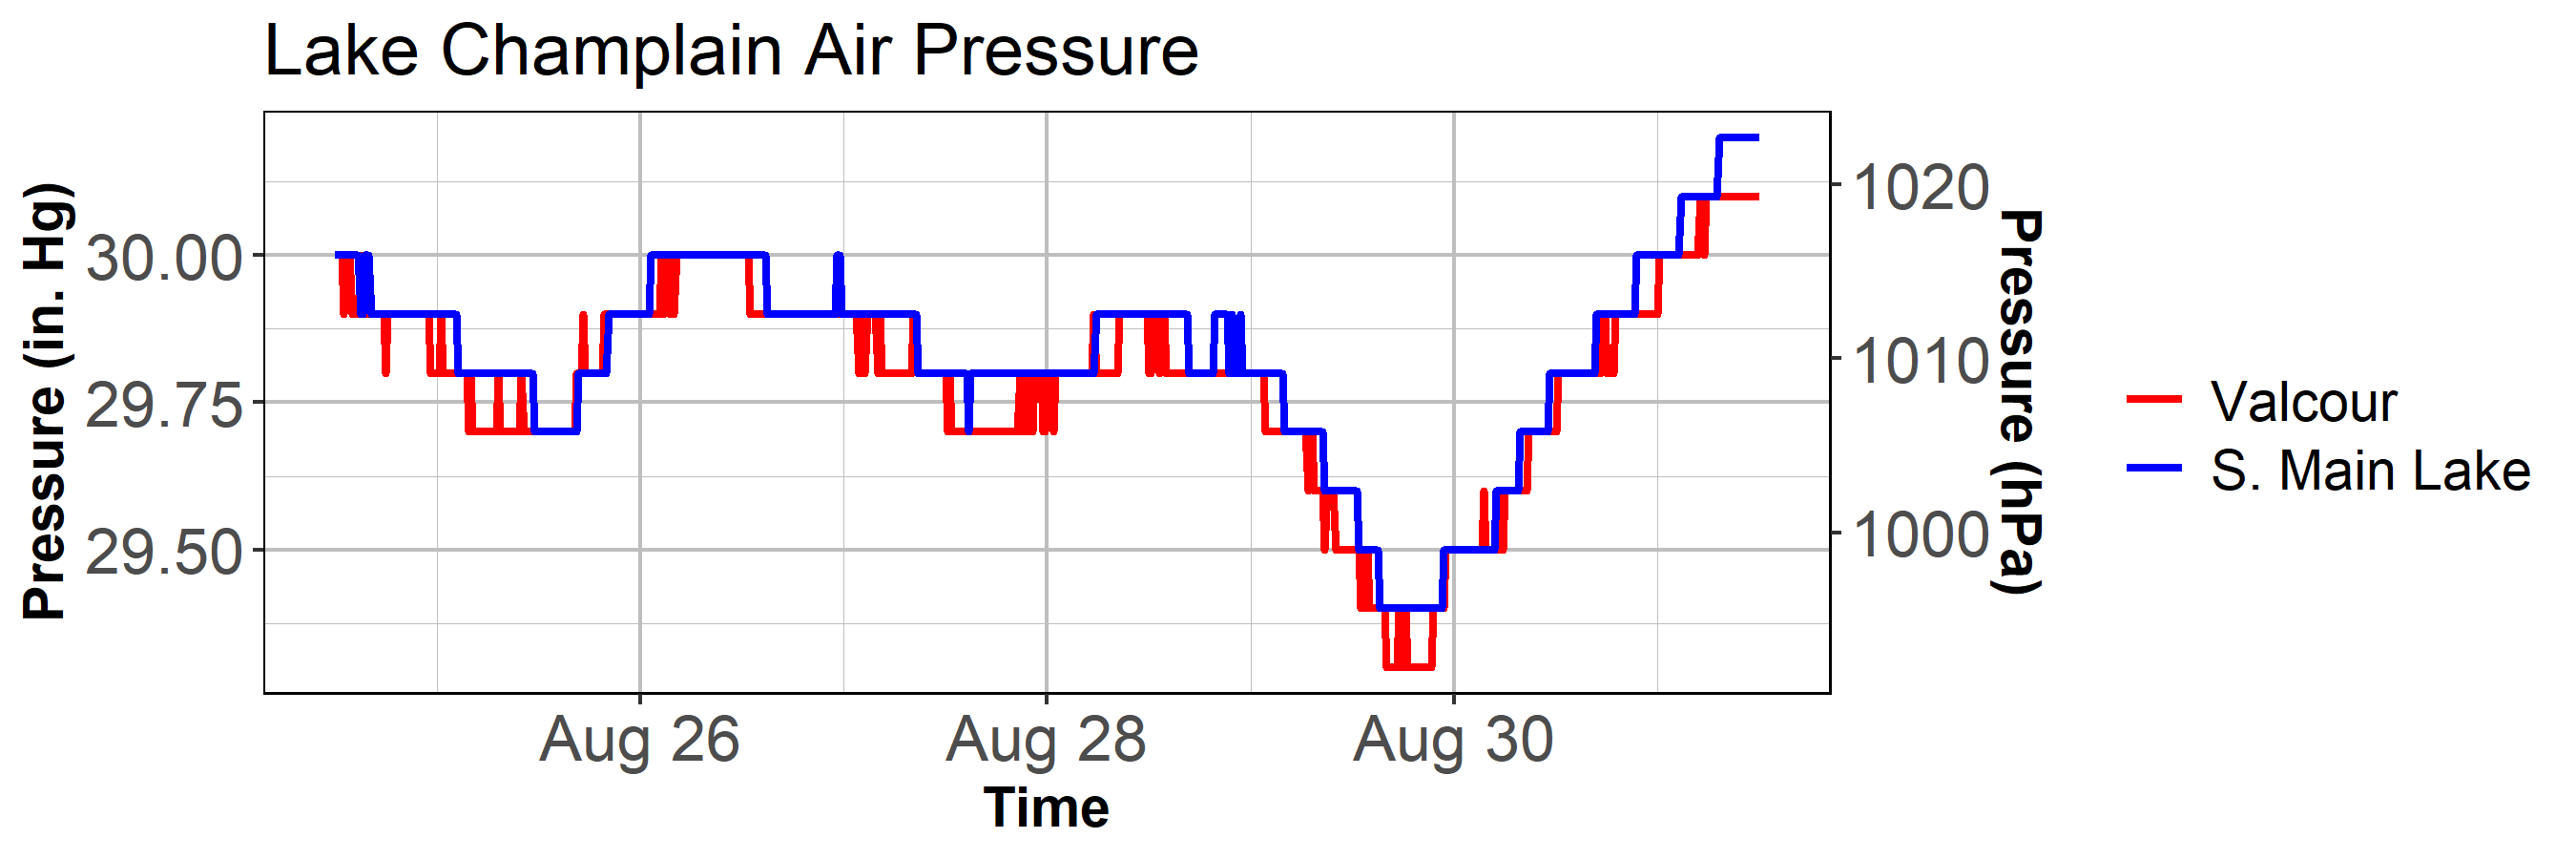 Lake Champlain Air Pressure
Pressure (in. Hg)
30.00
29.75
29.50
1020
1010
1000
Pressure (hPa)
Aug 26
Aug 28
Aug 30
Time
Valcour
S. Main Lake